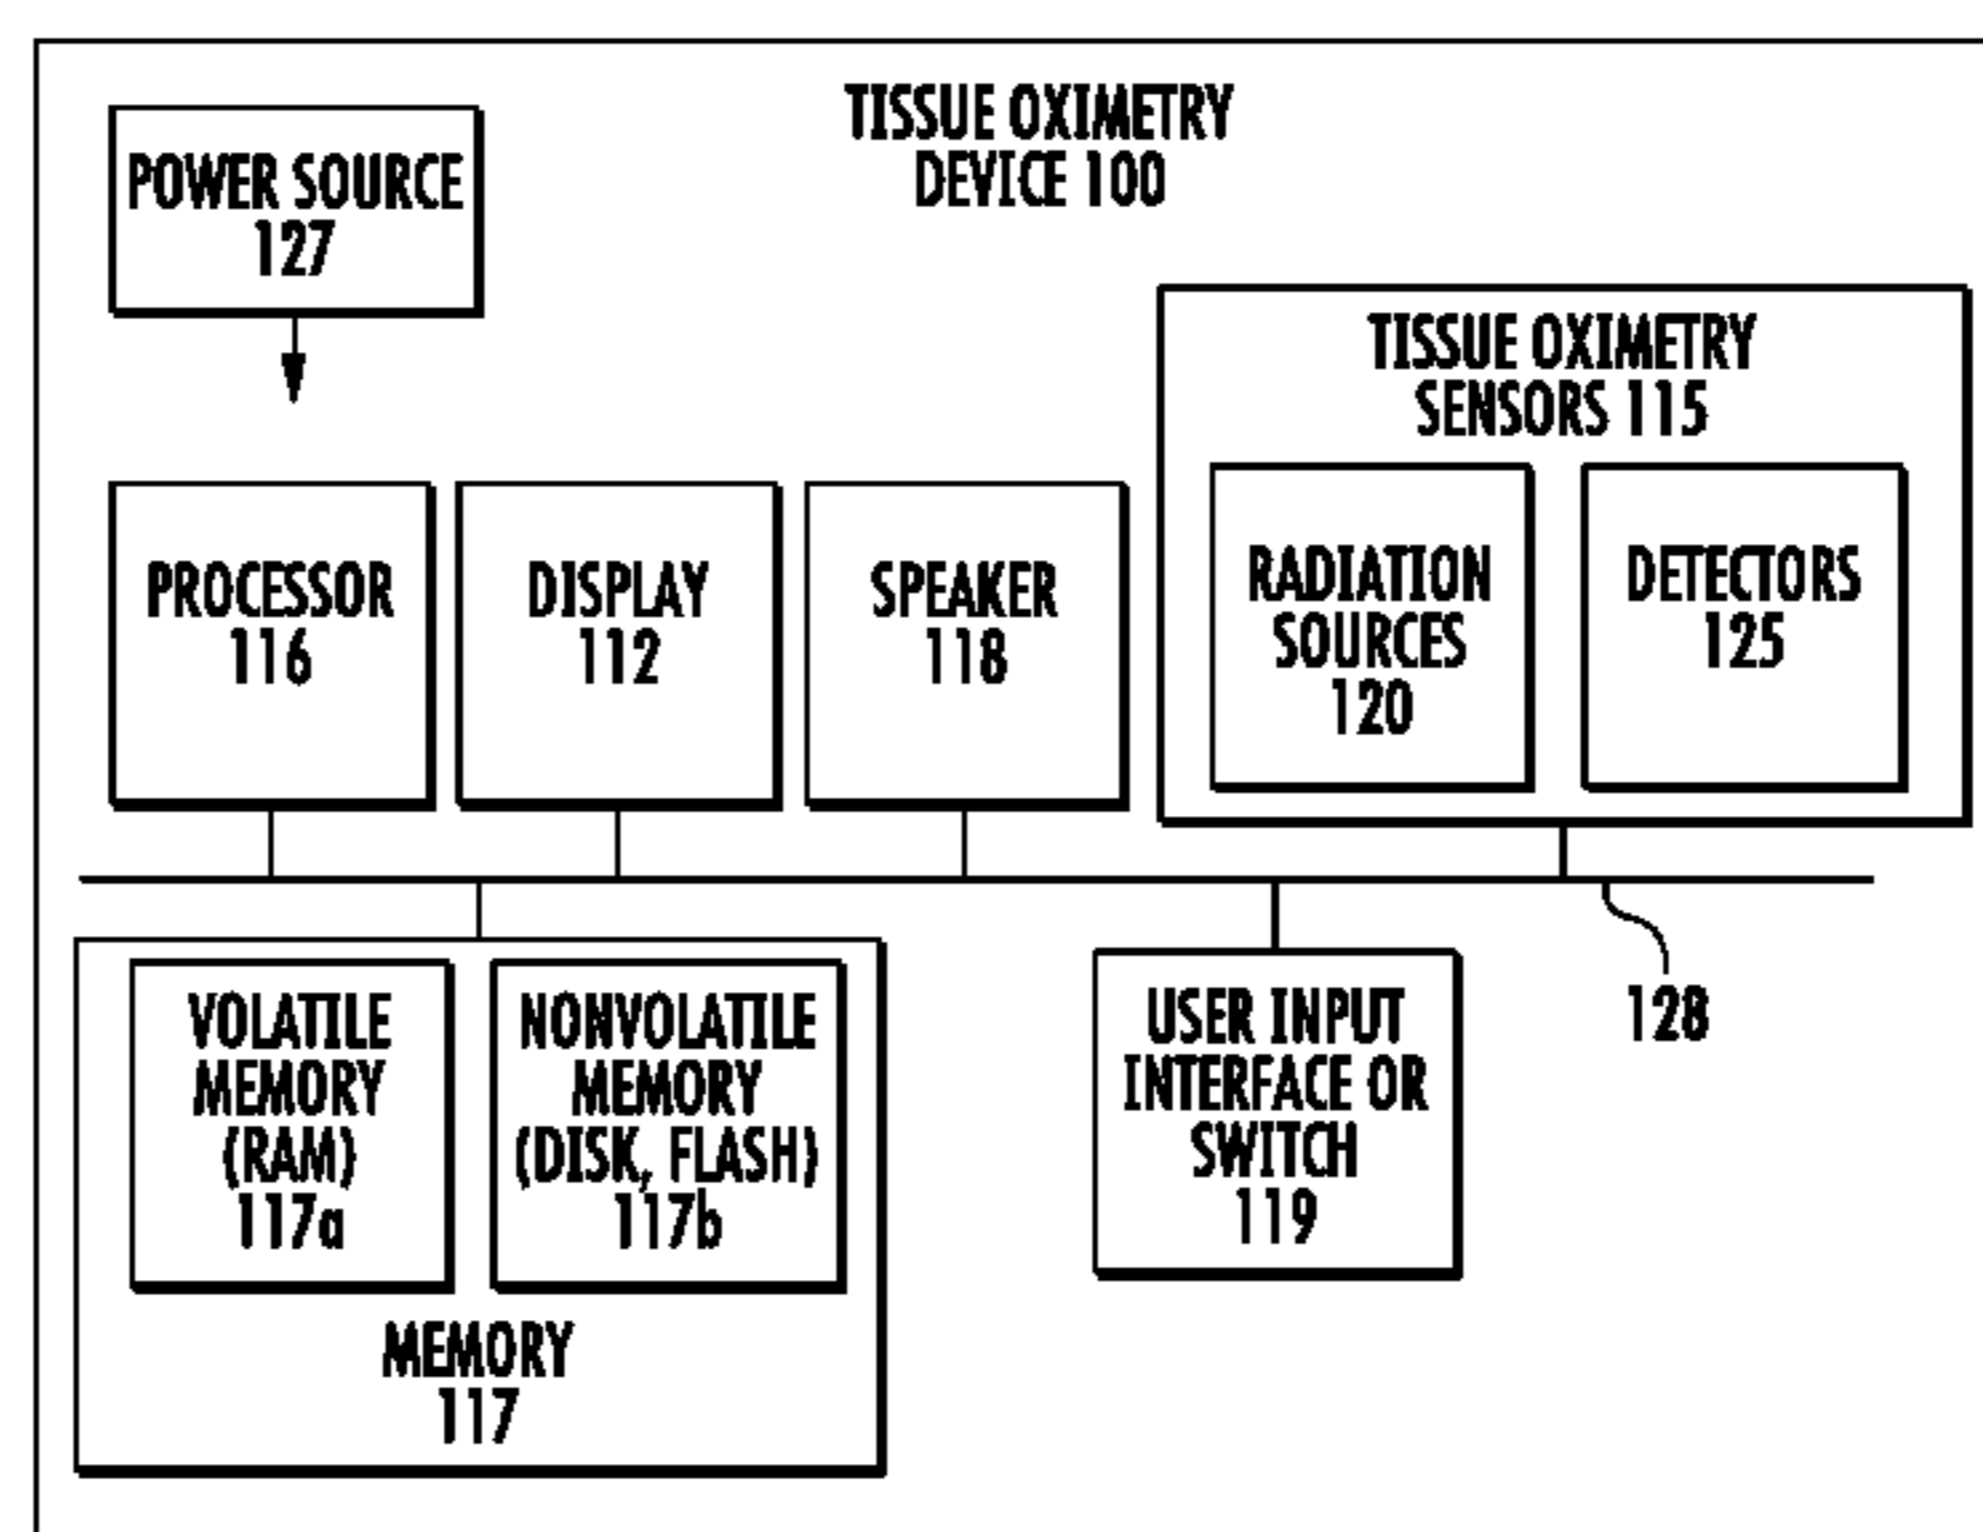 TISSUE OXIMETRY
DEVICE 100
POWER SOURCE
127
TISSUE OXIMETRY
SENSORS 115
PROCESSOR
116
DISPLAY
112
SPEAKER
118
RADIATION
SOURCES
120
DETECTORS
125
VOLATILE
MEMORY
(RAM)
117a
NONVOLATILE
MEMORY
(DISK, FLASH)
117b
MEMORY
117
USER INPUT
INTERFACE OR
SWITCH
119
128